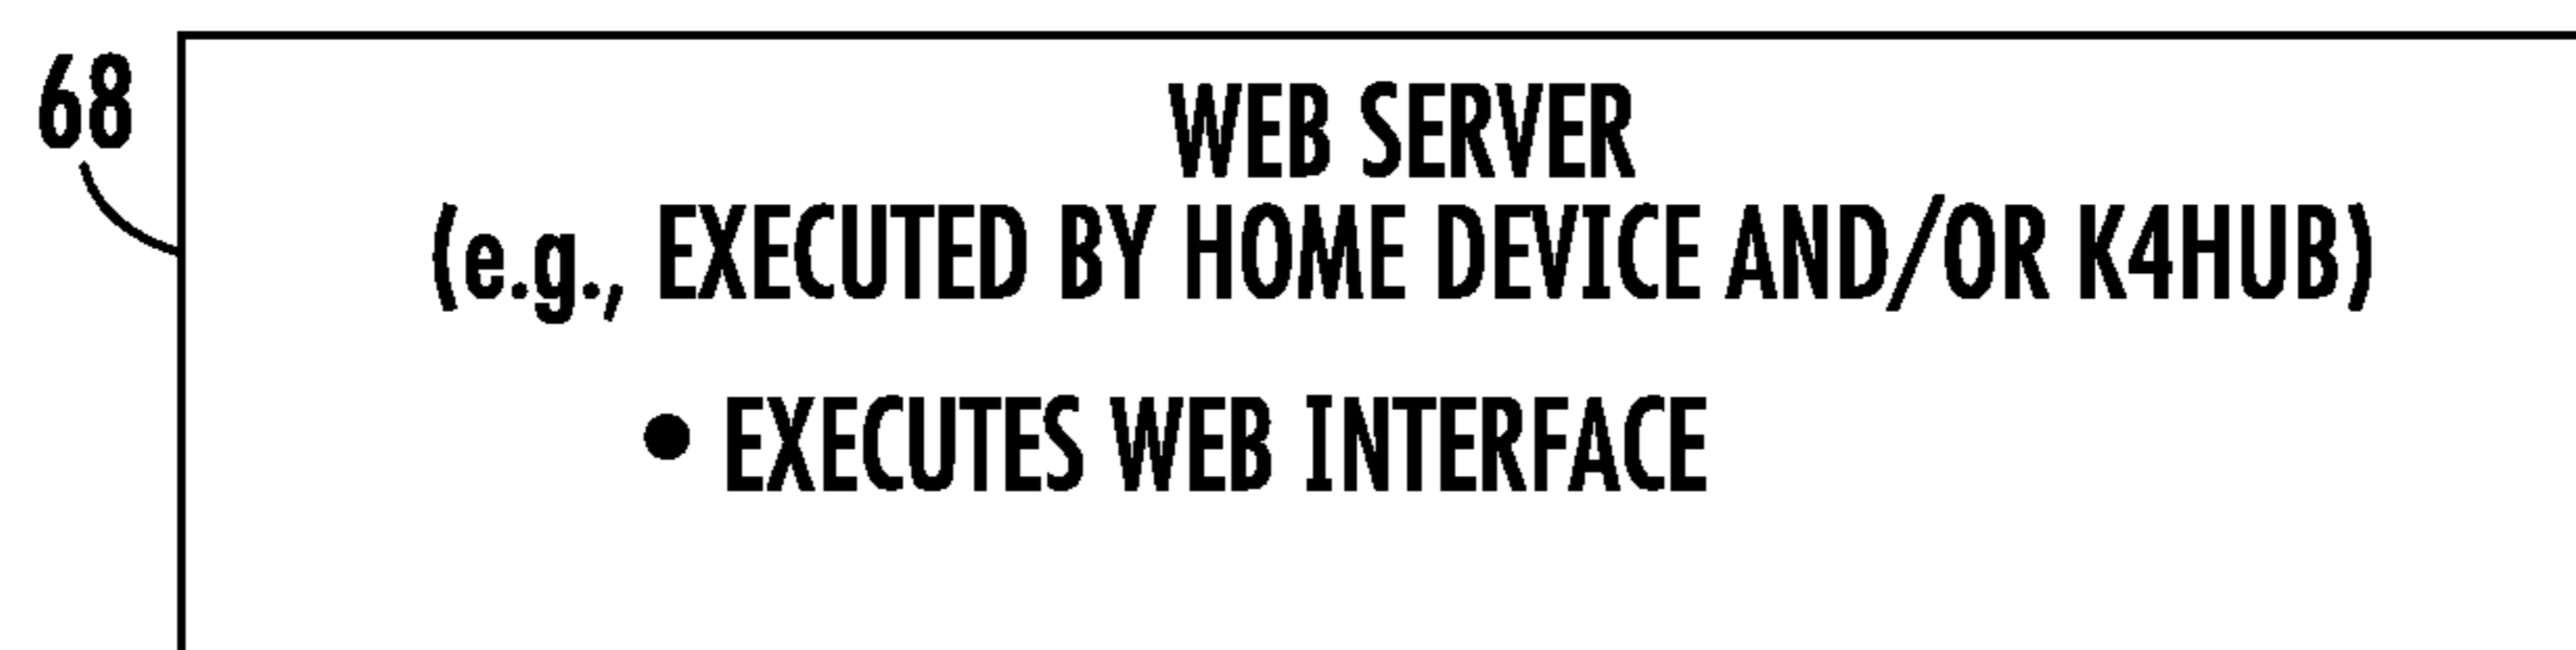 68
WEB SERVER
(e.g., EXECUTED BY HOME DEVICE AND/OR K4HUB)
● EXECUTES WEB INTERFACE